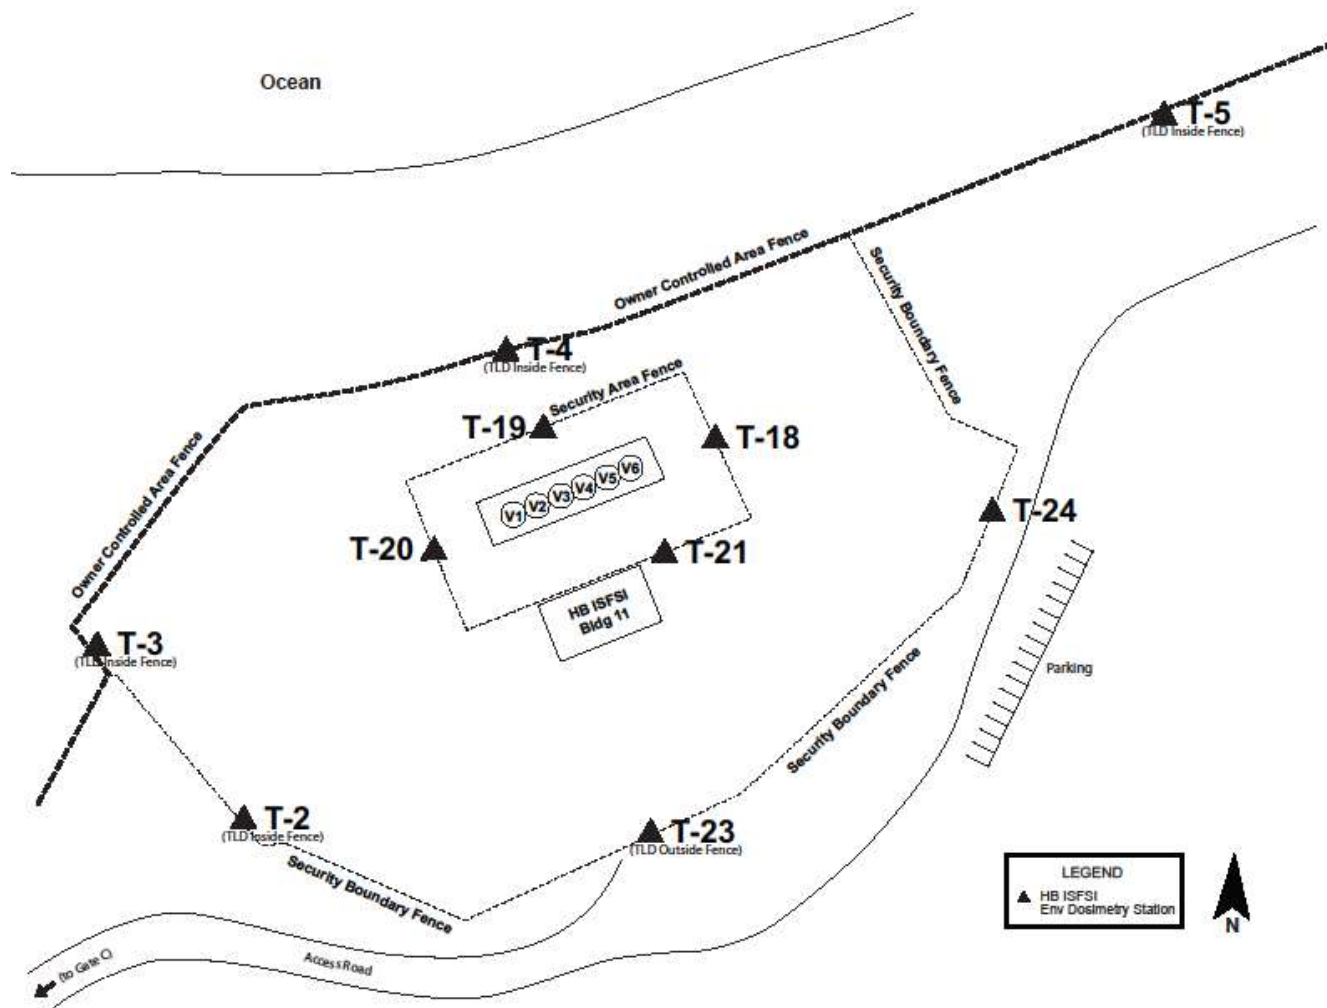 Ocean
T-5
(TLD Inside Fence)
Owner Controlled Area Fence
Security Boundary Fence
T-4
(TLD Inside Fence)
Security Area Fence
T-19
T-18
V1 V2 V3 V4 V5 V6
Owner Controlled Area Fence
T-24
T-20
T-21
HB ISFSI
Bldg 11
T-3
(TLD Inside Fence)
Parking
Security Boundary Fence
T-2
(TLD Inside Fence)
T-23
(TLD Outside Fence)
Security Boundary Fence
LEGEND
HB ISFSI
Env Dosimetry Station
N
Access Road
(to Gate C)